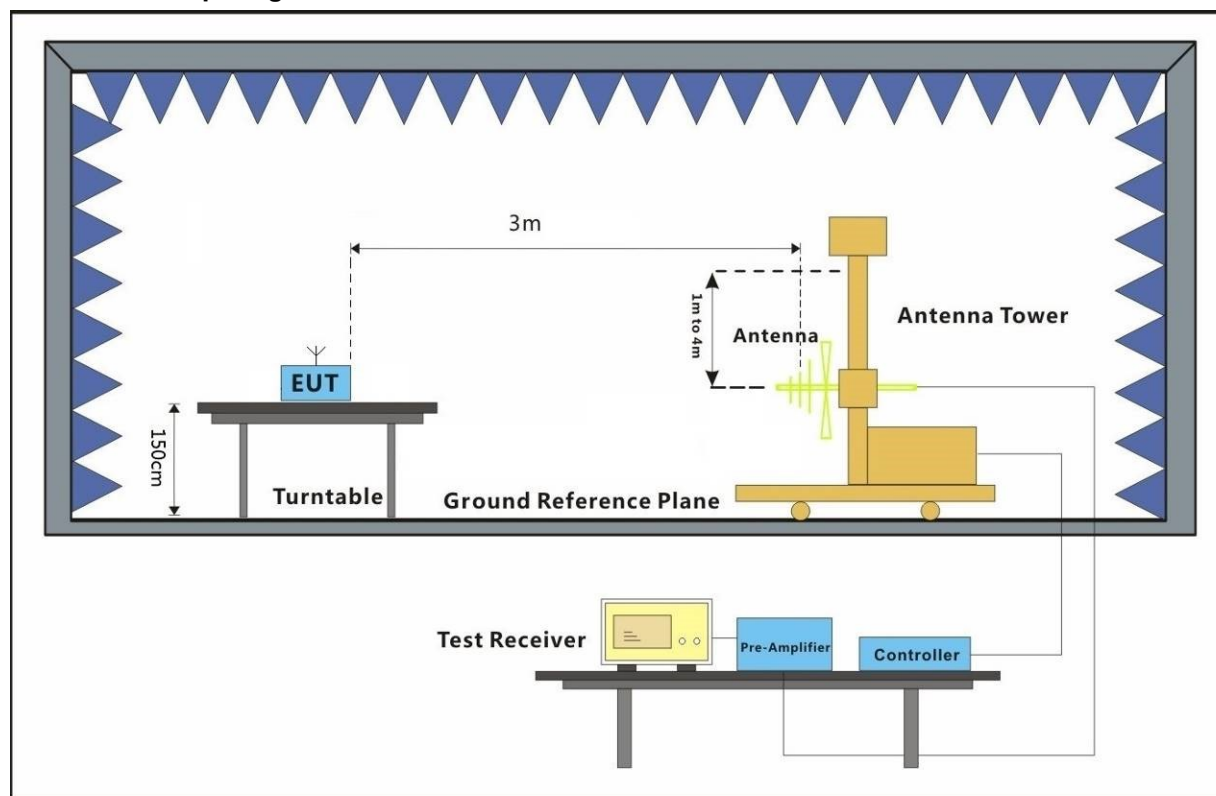 3m
1m to 4m
Antenna
Antenna Tower
EUT
150cm
Turntable
Ground Reference Plane
Test Receiver
Pre-Amplifier
Controller